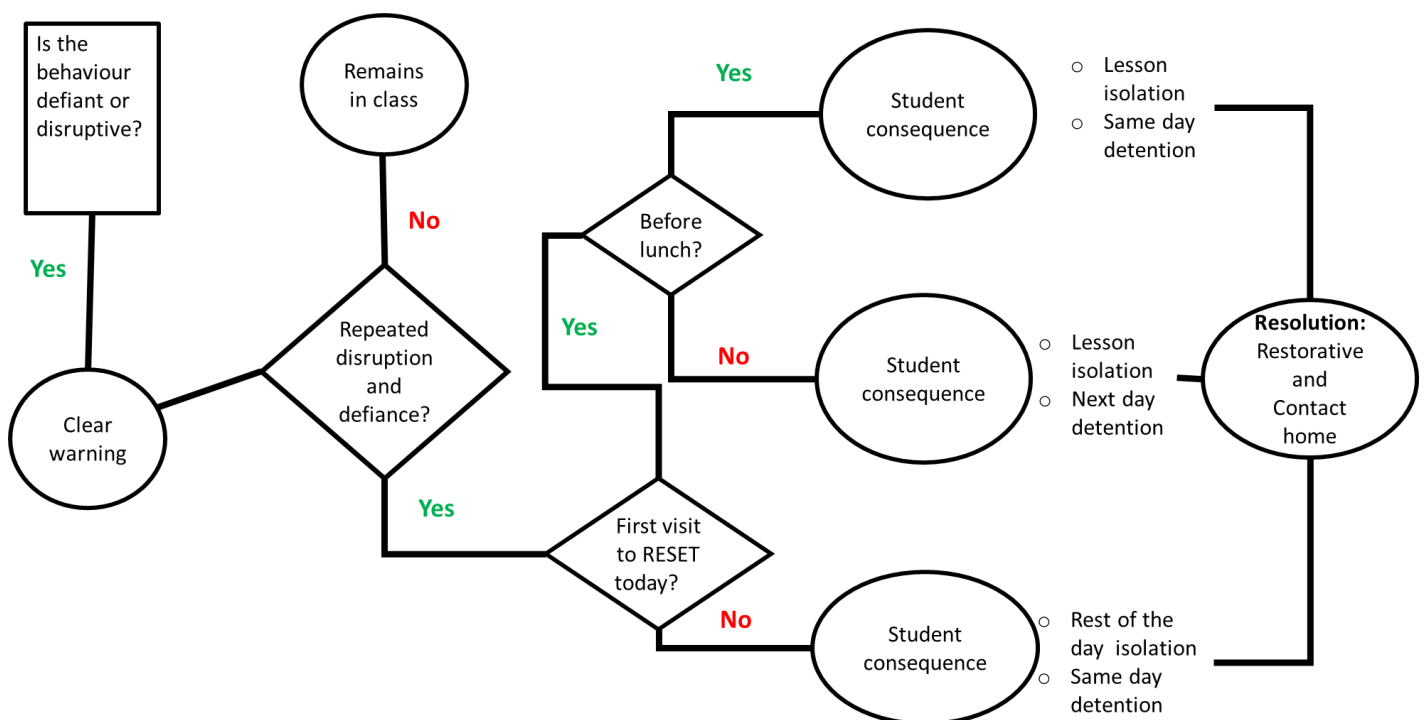 Is the
behaviour
defiant or
disruptive?
Yes
Clear
warning
Remains
in class
No
Repeated
disruption
and
defiance?
Yes
First visit
to RESET
today?
Yes
No
Before
lunch?
Yes
No
Student
consequence
○ Lesson
isolation
○ Same day
detention
Student
consequence
○ Lesson
isolation
○ Next day
detention
Student
consequence
○ Rest of the
day isolation
○ Same day
detention
Resolution:
Restorative
and
Contact
home